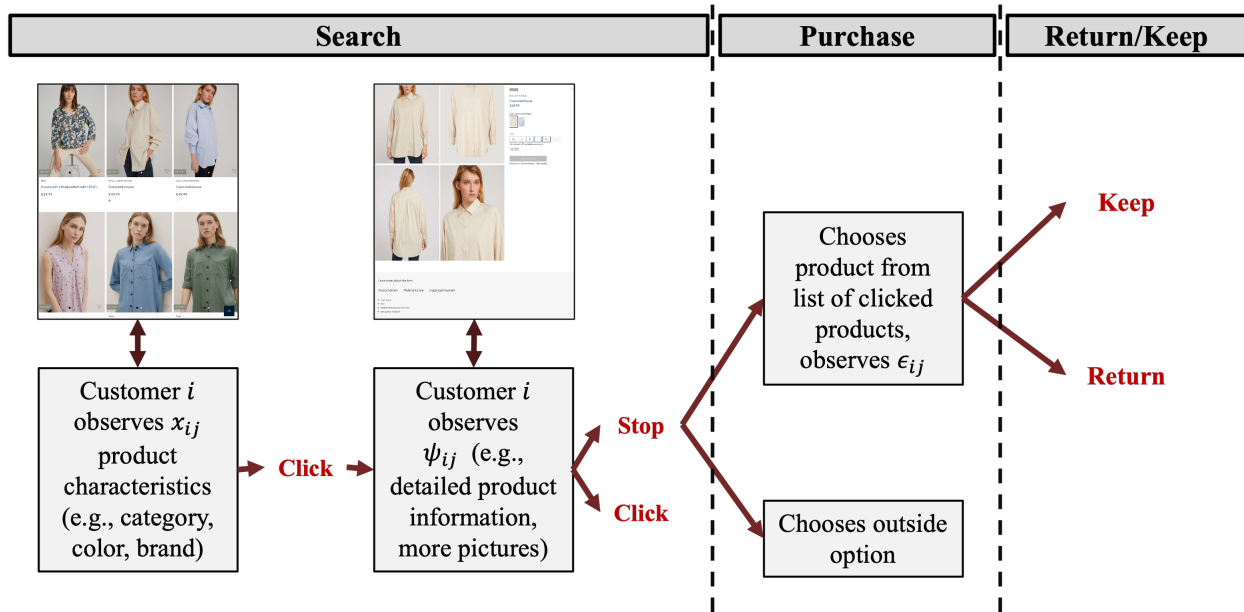 Search
Purchase
Return/Keep
Customer i
observes x_ij
product
characteristics
(e.g., category,
color, brand)
Click
Customer i
observes
ψ_ij (e.g.,
detailed product
information,
more pictures)
Stop
Click
Chooses
product from
list of clicked
products,
observes ϵ_ij
Chooses outside
option
Keep
Return